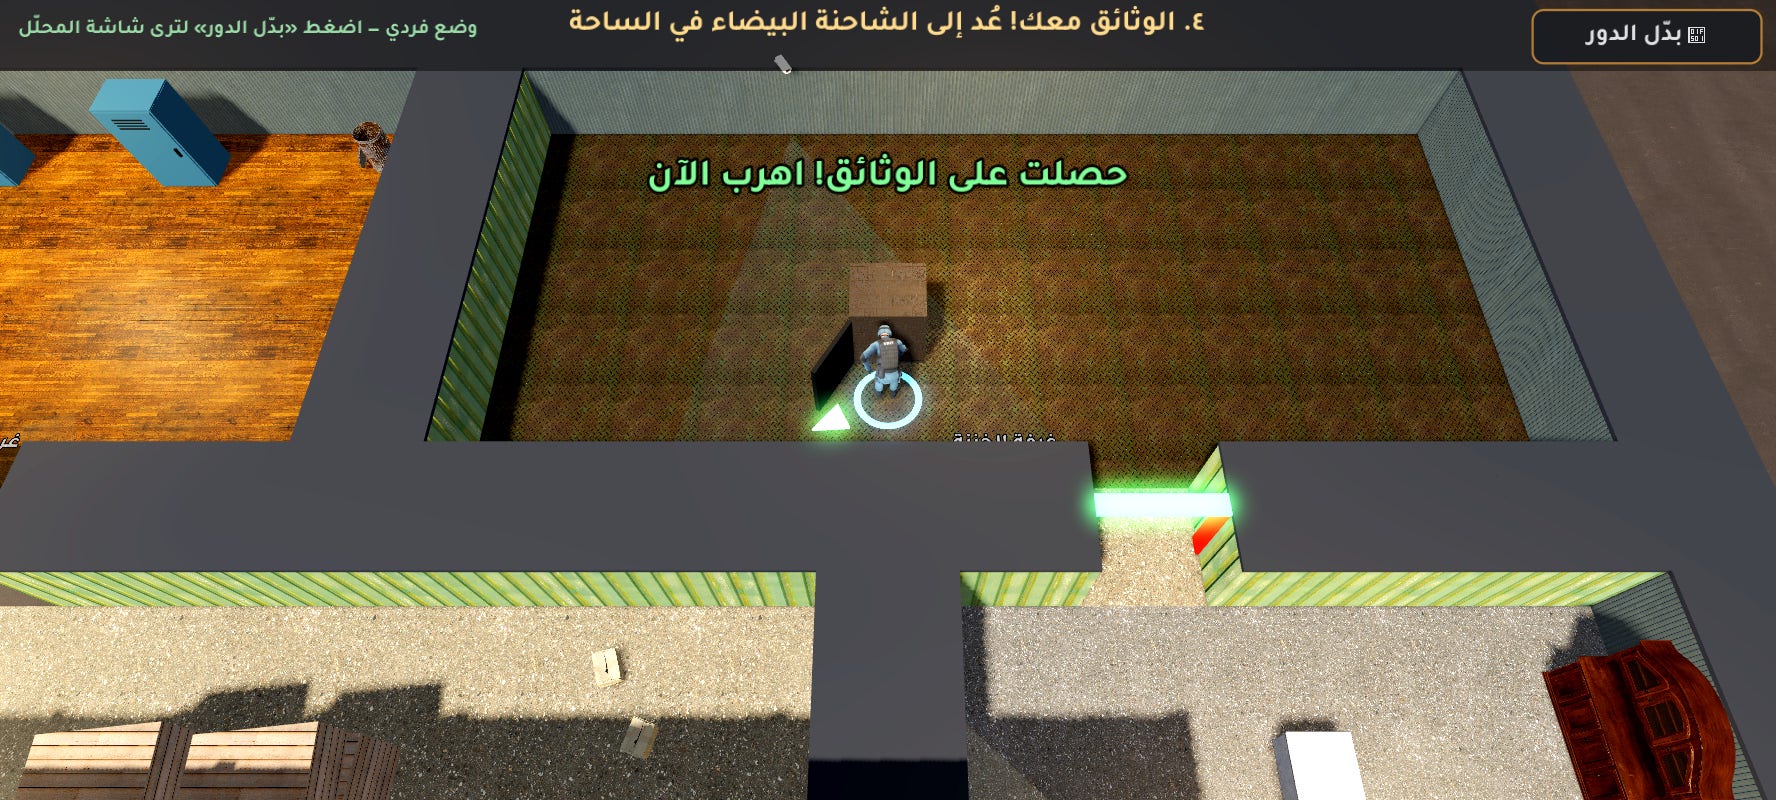 بدّل الدور
٤. الوثائق معك! عُد إلى الشاحنة البيضاء في الساحة
وضع فردي – اضغط «بدّل الدور» لترى شاشة المحلّل
حصلت على الوثائق! اهرب الآن